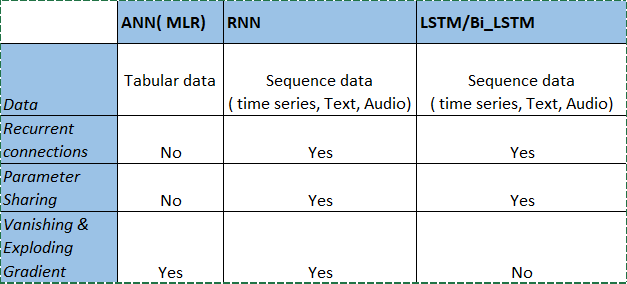 ANN( MLR) RNN LSTM/Bi_LSTM
Data Tabular data Sequence data Sequence data
( time series, Text, Audio) ( time series, Text, Audio)
Recurrent
connections No Yes Yes
Parameter
Sharing No Yes Yes
Vanishing &
Exploding
Gradient Yes Yes No